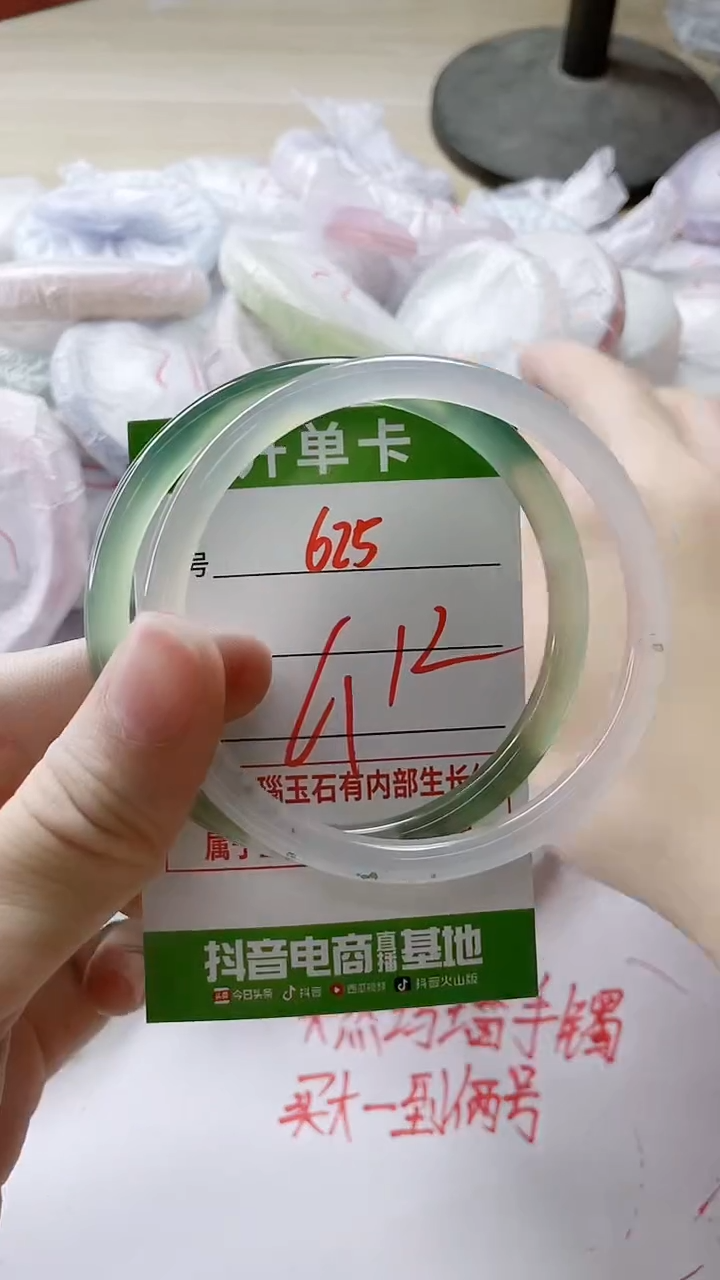 开单卡
号 625
412
瑙玉石有内部生长
属于
抖音电商直播基地
今日头条 抖音 西瓜视频 抖音火山版
天然玛瑙手镯
买大一到俩号